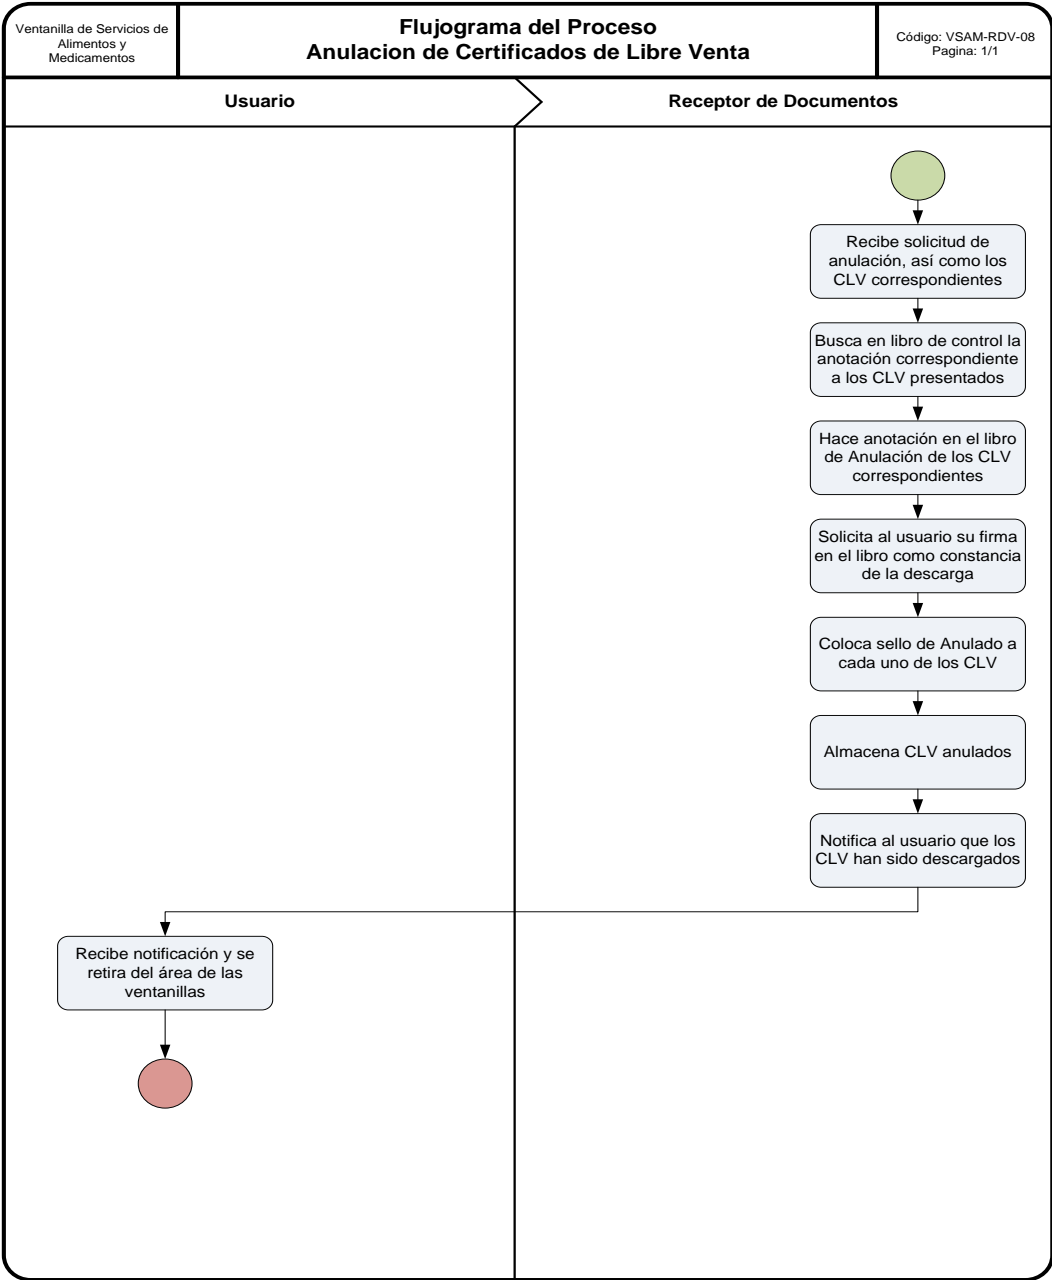 Ventanilla de Servicios de
Alimentos y
Medicamentos
Flujograma del Proceso
Anulacion de Certificados de Libre Venta
Código: VSAM-RDV-08
Pagina: 1/1
Usuario
Receptor de Documentos
Recibe solicitud de
anulación, así como los
CLV correspondientes
Busca en libro de control la
anotación correspondiente
a los CLV presentados
Hace anotación en el libro
de Anulación de los CLV
correspondientes
Solicita al usuario su firma
en el libro como constancia
de la descarga
Coloca sello de Anulado a
cada uno de los CLV
Almacena CLV anulados
Notifica al usuario que los
CLV han sido descargados
Recibe notificación y se
retira del área de las
ventanillas